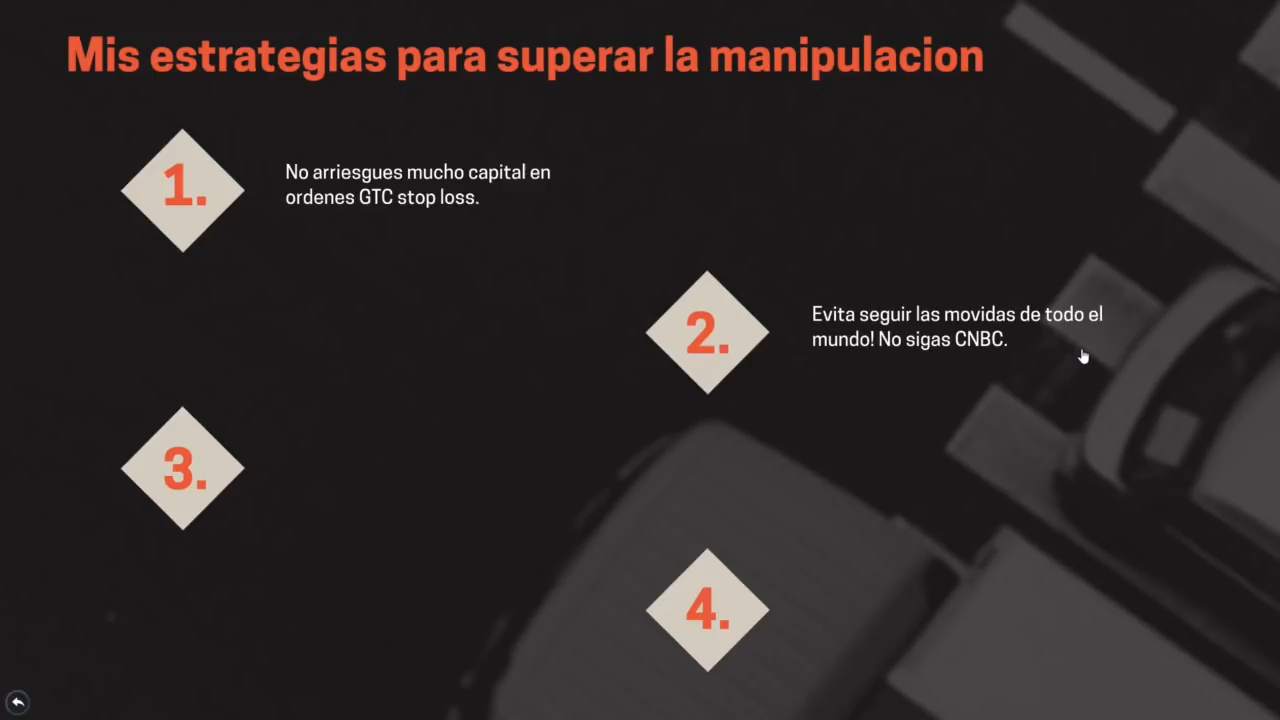 Mis estrategias para superar la manipulacion
1.
No arriesgues mucho capital en
ordenes GTC stop loss.
2.
Evita seguir las movidas de todo el
mundo! No sigas CNBC.
3.
4.